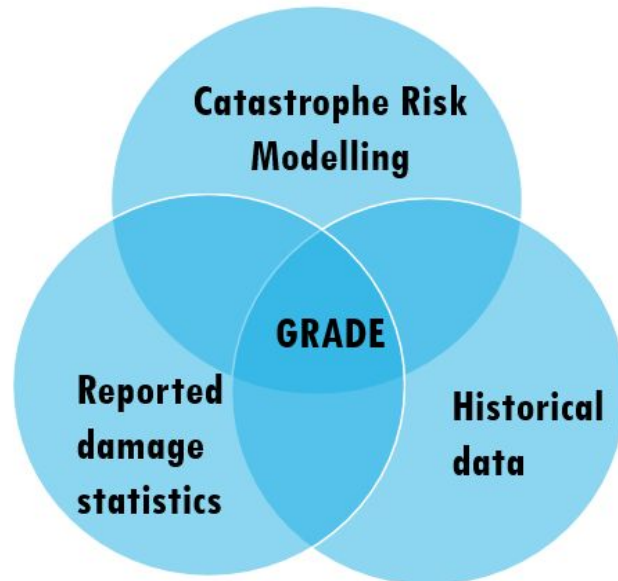 Catastrophe Risk
Modelling
GRADE
Reported
damage
statistics
Historical
data